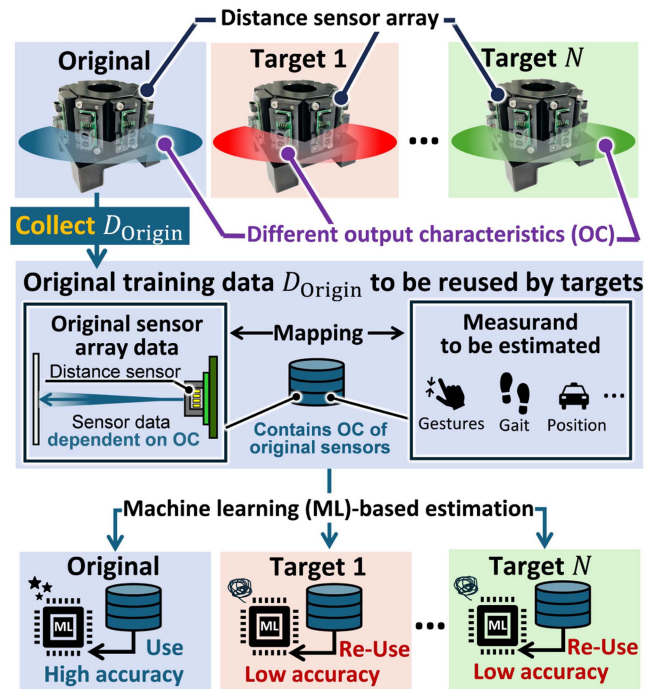 Distance sensor array
Original
Target 1
Target N
...
Collect D_Origin
Different output characteristics (OC)
Original training data D_Origin to be reused by targets
Original sensor
array data
Distance sensor
Sensor data
dependent on OC
Mapping
Contains OC of
original sensors
Measurand
to be estimated
Gestures
Gait
Position
...
Machine learning (ML)-based estimation
Original
ML
Use
High accuracy
Target 1
ML
Re-Use
Low accuracy
...
Target N
ML
Re-Use
Low accuracy